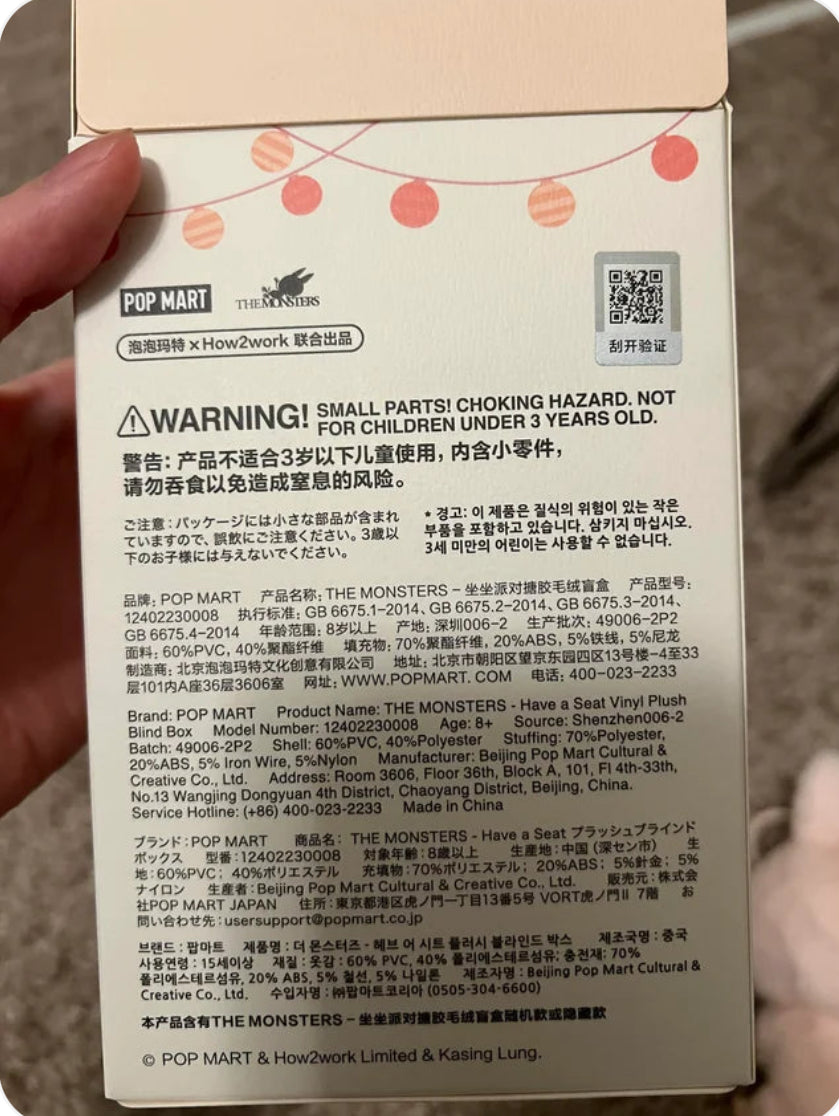 POP MART
THE MONSTERS
泡泡玛特 × How2work 联合出品
刮开验证
WARNING! SMALL PARTS! CHOKING HAZARD. NOT
FOR CHILDREN UNDER 3 YEARS OLD.
警告: 产品不适合3岁以下儿童使用, 内含小零件,
请勿吞食以免造成窒息的风险。
ご注意 : パッケージには小さな部品が含まれ
ていますので、誤飲にご注意ください。3歳以
下のお子様には与えないでください。
* 경고: 이 제품은 질식의 위험이 있는 작은
부품을 포함하고 있습니다. 삼키지 마십시오.
3세 미만의 어린이는 사용할 수 없습니다.
品牌: POP MART 产品名称: THE MONSTERS – 坐坐派对搪胶毛绒盲盒 产品型号:
12402230008 执行标准: GB 6675.1–2014、GB 6675.2–2014、GB 6675.3–2014、
GB 6675.4–2014 年龄范围: 8岁以上 产地: 深圳006–2 生产批次: 49006–2P2
面料: 60%PVC, 40%聚酯纤维 填充物: 70%聚酯纤维, 20%ABS, 5%铁线, 5%尼龙
制造商: 北京泡泡玛特文化创意有限公司 地址: 北京市朝阳区望京东园四区13号楼–4至33
层101内A座36层3606室 网址: WWW.POPMART. COM 电话: 400–023–2233
Brand: POP MART Product Name: THE MONSTERS - Have a Seat Vinyl Plush
Blind Box Model Number: 12402230008 Age: 8+ Source: Shenzhen006-2
Batch: 49006-2P2 Shell: 60%PVC, 40%Polyester Stuffing: 70%Polyester,
20%ABS, 5% Iron Wire, 5%Nylon Manufacturer: Beijing Pop Mart Cultural &
Creative Co., Ltd. Address: Room 3606, Floor 36th, Block A, 101, Fl 4th-33th,
No.13 Wangjing Dongyuan 4th District, Chaoyang District, Beijing, China.
Service Hotline: (+86) 400-023-2233 Made in China
ブランド : POP MART 商品名: THE MONSTERS - Have a Seat プラッシュブラインド
ボックス 型番 : 12402230008 対象年齢 : 8歳以上 生産地 : 中国 (深セン市) 生
地 : 60%PVC; 40%ポリエステル 充填物 : 70%ポリエステル; 20%ABS; 5%針金; 5%
ナイロン 生産者 : Beijing Pop Mart Cultural & Creative Co., Ltd. 販売元 : 株式会
社POP MART JAPAN 住所 : 東京都港区虎ノ門一丁目13番5号 VORT虎ノ門II 7階 お
問い合わせ先 : usersupport@popmart.co.jp
브랜드 : 팝마트 제품명 : 더 몬스터즈 - 헤브 어 시트 플러시 블라인드 박스 제조국명 : 중국
사용연령 : 15세이상 재질 : 옷감 : 60% PVC, 40% 폴리에스테르섬유; 충전재: 70%
폴리에스테르섬유, 20% ABS, 5% 철선, 5% 나일론 제조자명 : Beijing Pop Mart Cultural &
Creative Co., Ltd. 수입자명 : ㈜팝마트코리아 (0505-304-6600)
本产品含有THE MONSTERS – 坐坐派对搪胶毛绒盲盒随机款或隐藏款
© POP MART & How2work Limited & Kasing Lung.